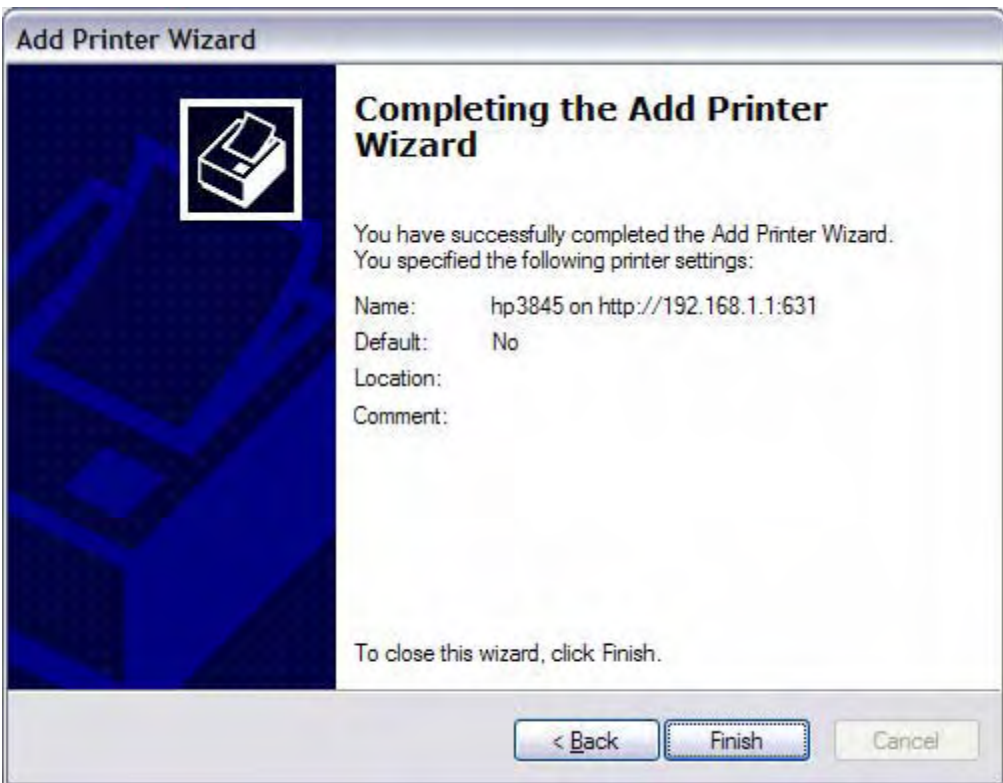 Add Printer Wizard
Completing the Add Printer
Wizard
You have successfully completed the Add Printer Wizard.
You specified the following printer settings:
Name: hp3845 on http://192.168.1.1:631
Default: No
Location:
Comment:
To close this wizard, click Finish.
< Back Finish Cancel